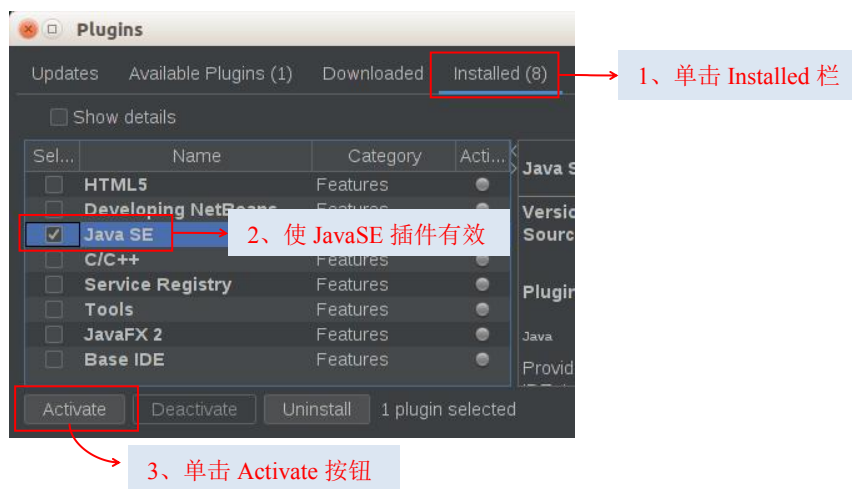 Plugins
Updates Available Plugins (1) Downloaded Installed (8)
1、单击 Installed 栏
Show details
Sel... Name Category Acti...
Java S
HTML5 Features
Developing NetBeans Features
Versio
Java SE
2、使 JavaSE 插件有效
Sourc
C/C++ Features
Service Registry Features
Plugin
Tools Features
JavaFX 2 Features
Java
Base IDE Features
Provid
Activate Deactivate Uninstall 1 plugin selected
3、单击 Activate 按钮